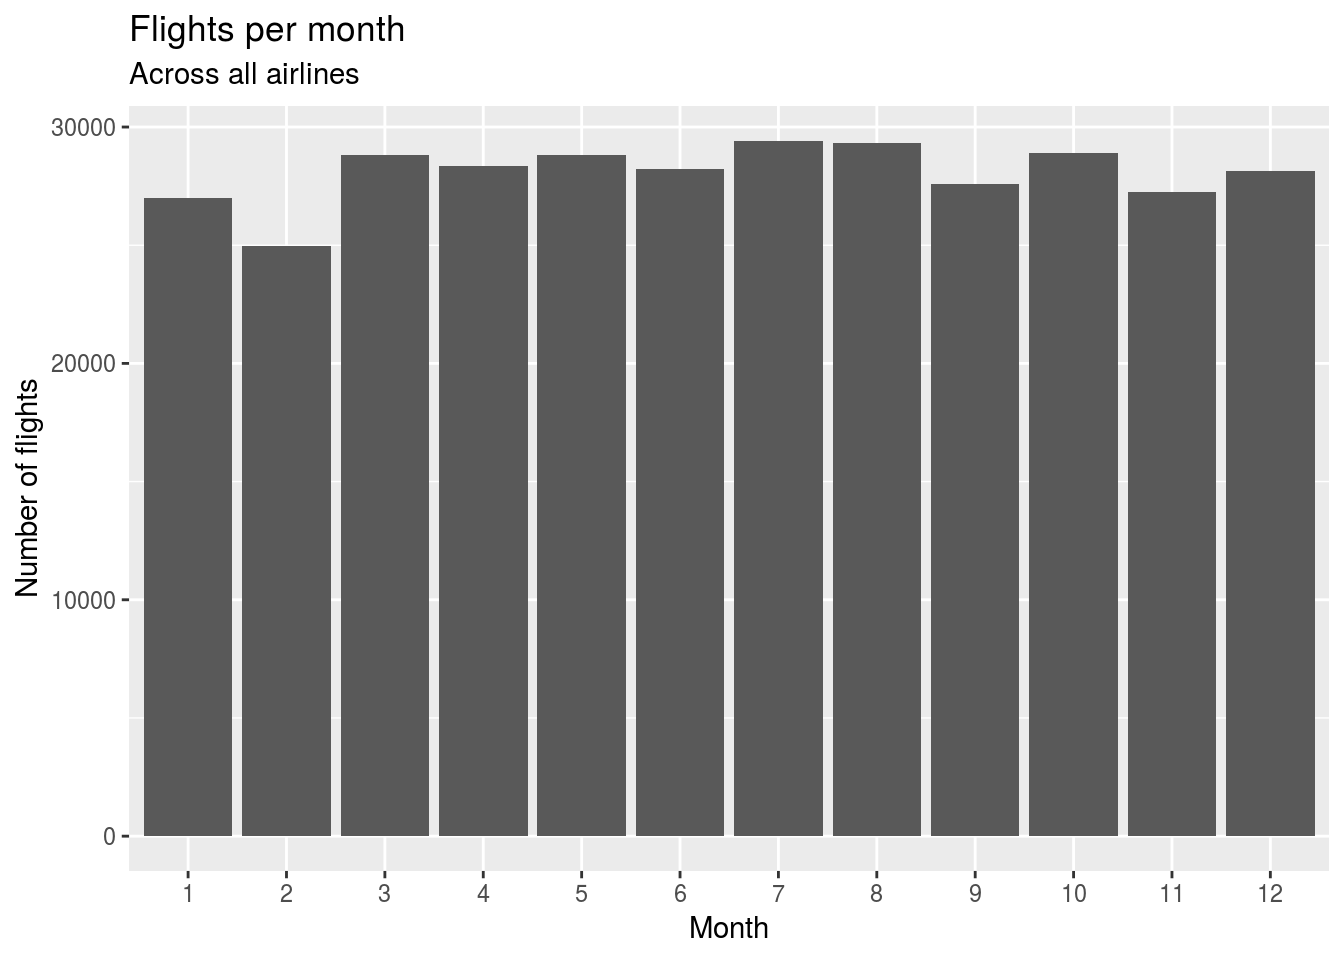 Flights per month
Across all airlines
30000
20000
10000
0
Number of flights
1 2 3 4 5 6 7 8 9 10 11 12
Month